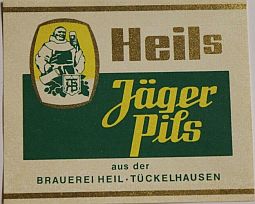 Heils
Jäger
Pils
aus der
BRAUEREI HEIL · TÜCKELHAUSEN